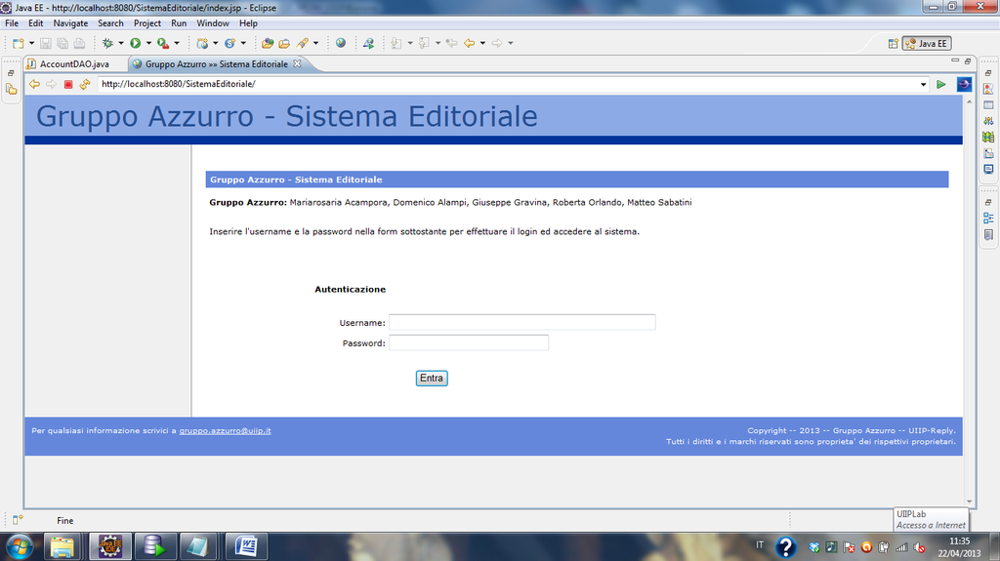 Java EE - http://localhost:8080/SistemaEditoriale/index.jsp - Eclipse
File Edit Navigate Search Project Run Window Help
Java EE
AccountDAO.java Gruppo Azzurro »» Sistema Editoriale
http://localhost:8080/SistemaEditoriale/
Gruppo Azzurro - Sistema Editoriale
Gruppo Azzurro - Sistema Editoriale
Gruppo Azzurro: Mariarosaria Acampora, Domenico Alampi, Giuseppe Gravina, Roberta Orlando, Matteo Sabatini
Inserire l'username e la password nella form sottostante per effettuare il login ed accedere al sistema.
Autenticazione
Username:
Password:
Entra
Per qualsiasi informazione scrivici a gruppo.azzurro@uiip.it
Copyright -- 2013 -- Gruppo Azzurro -- UIIP-Reply.
Tutti i diritti e i marchi riservati sono proprieta' dei rispettivi proprietari.
Fine
UIIPLab
Accesso a Internet
IT
11:35
22/04/2013